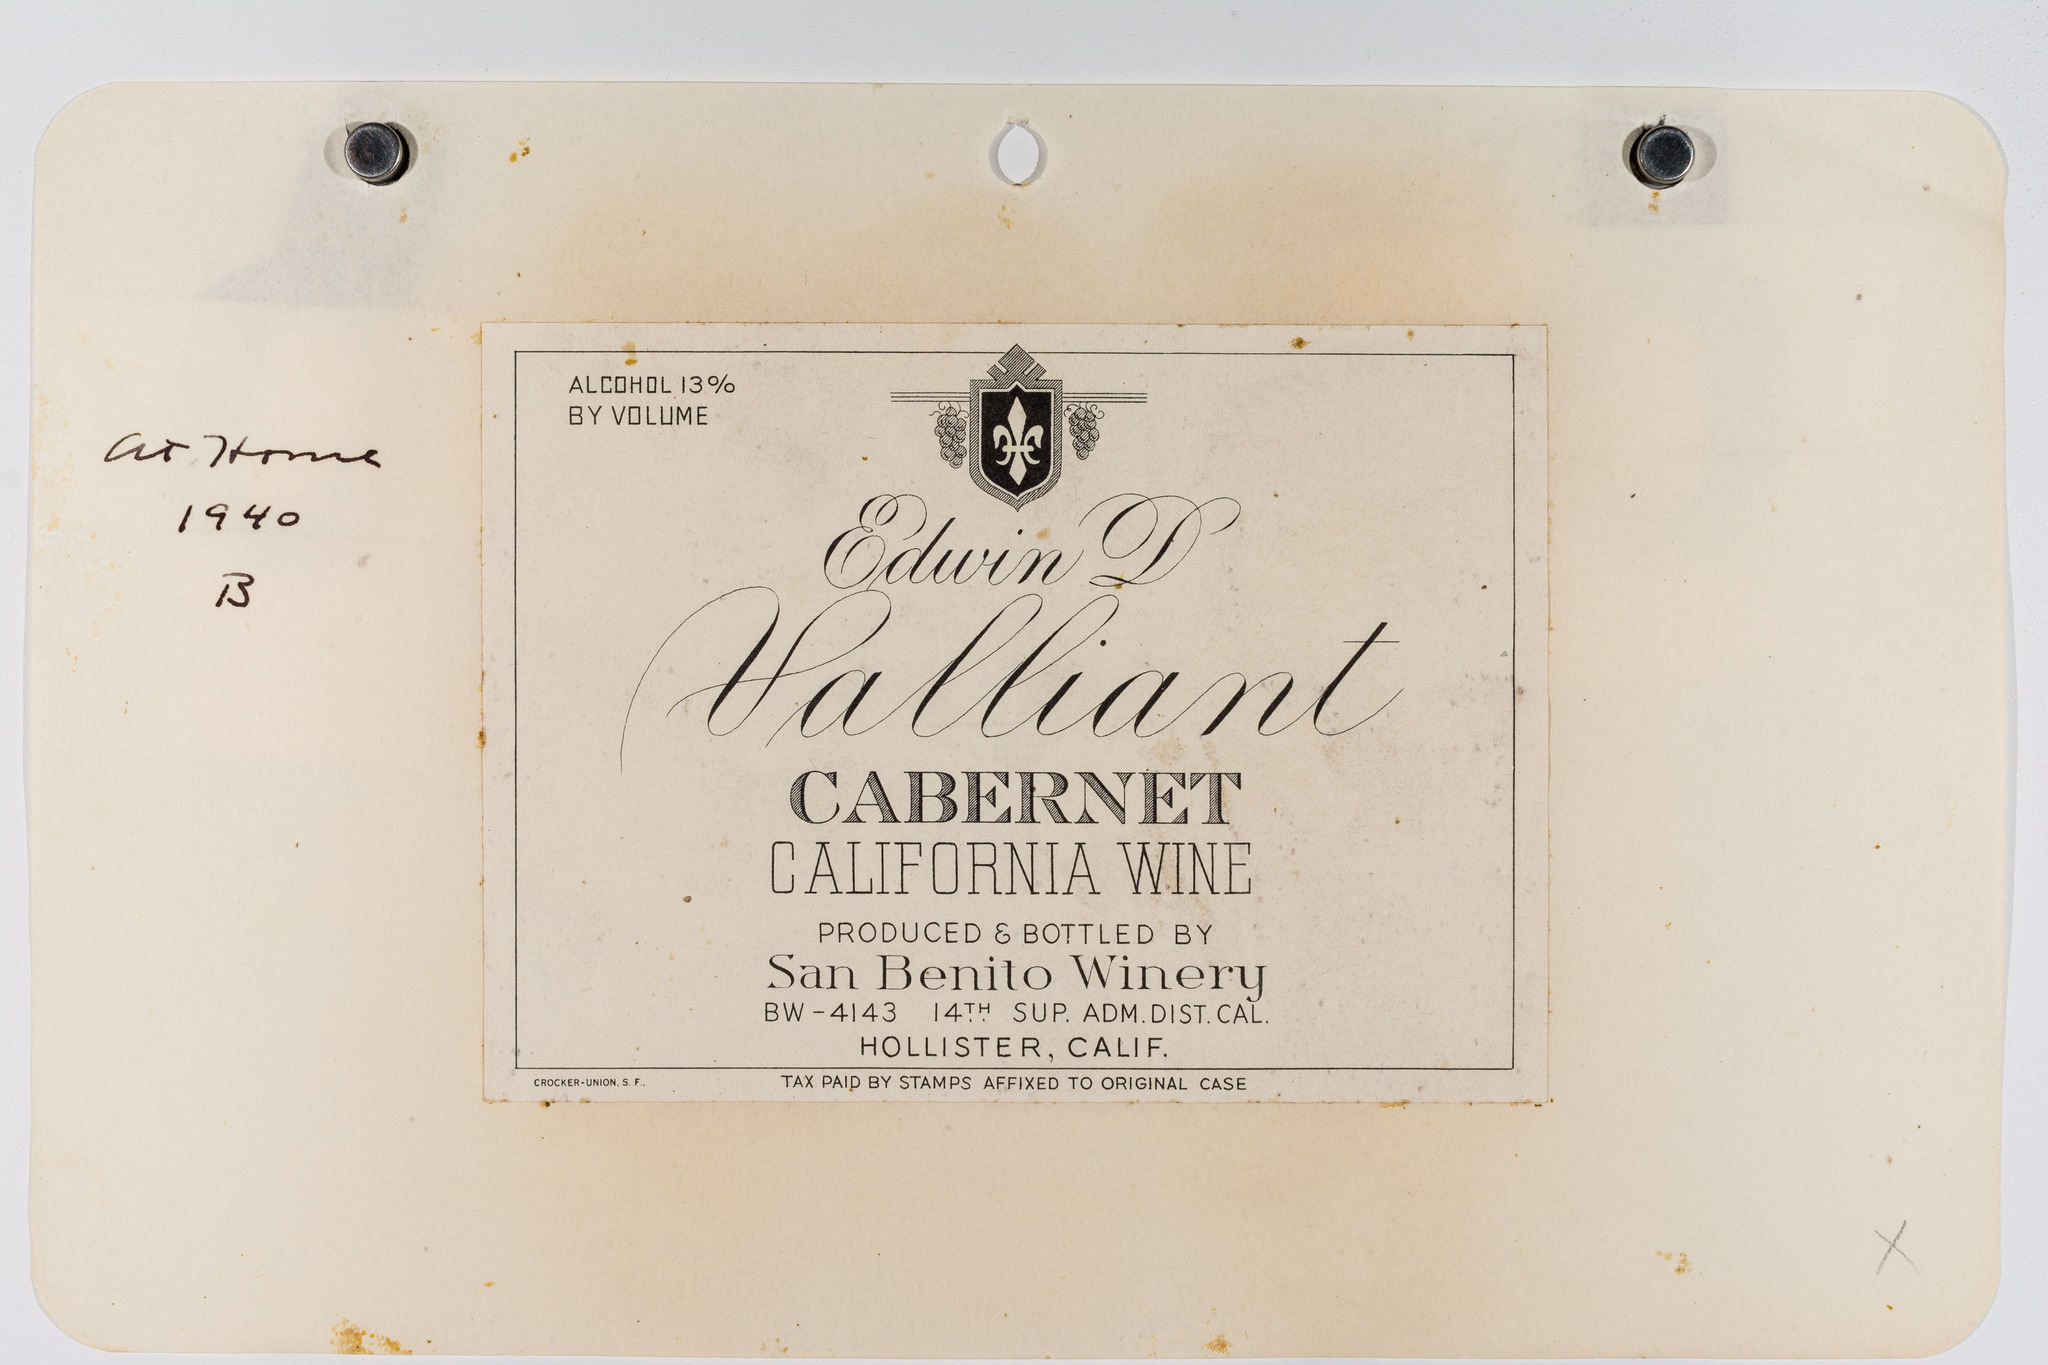 At Home
1940
B
ALCOHOL 13%
BY VOLUME
Edwin D
Valliant
CABERNET
CALIFORNIA WINE
PRODUCED & BOTTLED BY
San Benito Winery
BW-4143 14TH SUP. ADM. DIST. CAL.
HOLLISTER, CALIF.
CROCKER-UNION, S. F.,
TAX PAID BY STAMPS AFFIXED TO ORIGINAL CASE
X